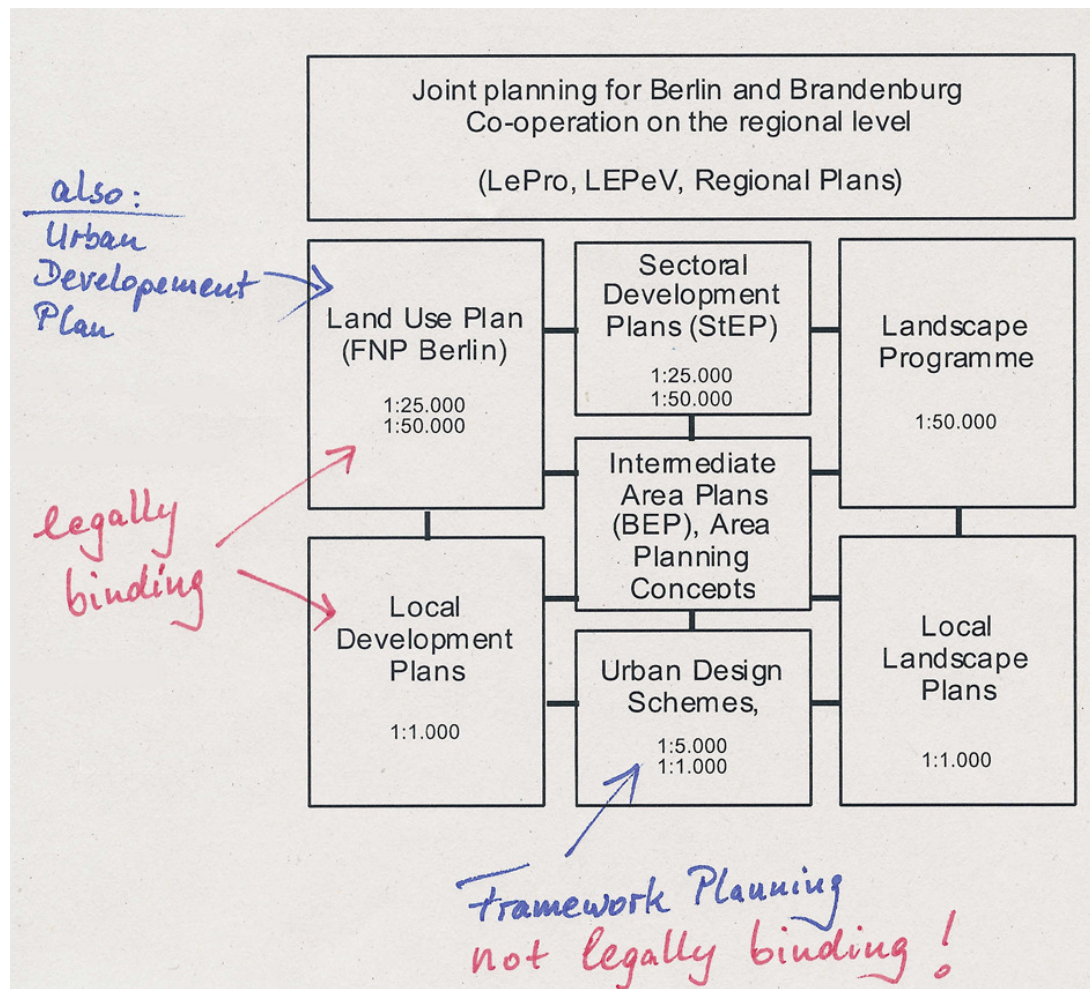 Joint planning for Berlin and Brandenburg
Co-operation on the regional level
(LePro, LEPeV, Regional Plans)
also:
Urban
Developement
Plan
Land Use Plan
(FNP Berlin)
1:25.000
1:50.000
Sectoral
Development
Plans (StEP)
1:25.000
1:50.000
Landscape
Programme
1:50.000
legally
binding
Intermediate
Area Plans
(BEP), Area
Planning
Concepts
Local
Development
Plans
1:1.000
Urban Design
Schemes,
1:5.000
1:1.000
Local
Landscape
Plans
1:1.000
Framework Planning
not legally binding!